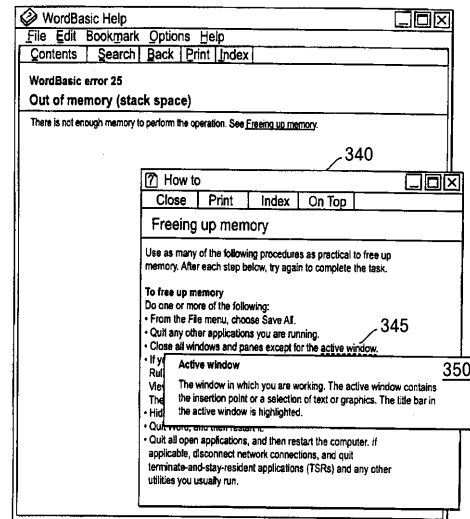 WordBasic Help
File Edit Bookmark Options Help
Contents Search Back Print Index
WordBasic error 25
Out of memory (stack space)
There is not enough memory to perform the operation. See Freeing up memory.
340
How to
Close Print Index On Top
Freeing up memory
Use as many of the following procedures as practical to free up
memory. After each step below, try again to complete the task.
To free up memory
Do one or more of the following:
• From the File menu, choose Save All.
• Quit any other applications you are running.
345
• Close all windows and panes except for the active window.
• If
Active window
350
The window in which you are working. The active window contains
the insertion point or a selection of text or graphics. The title bar in
the active window is highlighted.
• Quit Word, and then restart it.
• Quit all open applications, and then restart the computer. if
applicable, disconnect network connections, and quit
terminate-and-stay-resident applications (TSRs) and any other
utilities you usually run.